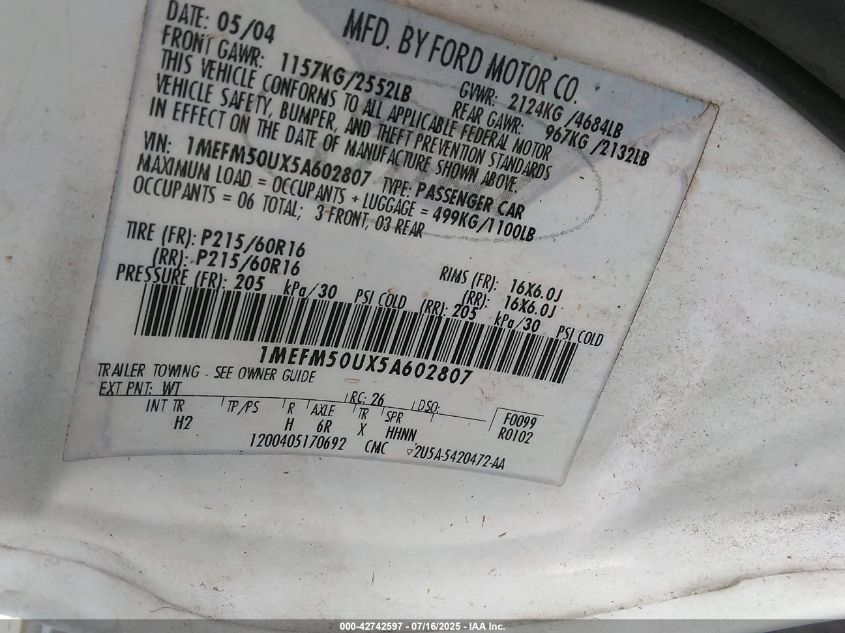 MFD. BY FORD MOTOR CO.
DATE: 05/04 GVWR: 2124KG /4684LB
FRONT GAWR: 1157KG/2552LB REAR GAWR: 967KG /2132LB
THIS VEHICLE CONFORMS TO ALL APPLICABLE FEDERAL MOTOR
VEHICLE SAFETY, BUMPER, AND THEFT PREVENTION STANDARDS
IN EFFECT ON THE DATE OF MANUFACTURE SHOWN ABOVE.
VIN: 1MEFM50UX5A602807 TYPE: PASSENGER CAR
MAXIMUM LOAD = OCCUPANTS + LUGGAGE = 499KG/1100LB
OCCUPANTS = 06 TOTAL; 3 FRONT, 03 REAR
TIRE (FR): P215/60R16 RIMS (FR): 16X6.0J
(RR): P215/60R16 (RR): 16X6.0J
PRESSURE (FR): 205 kPa/30 PSI COLD (RR): 205 kPa/30 PSI COLD
1MEFM50UX5A602807
TRAILER TOWING - SEE OWNER GUIDE
EXT PNT: WT RC: 26 DSO: F0099
INT TR TP/PS R AXLE TR SPR R0102
H2 H 6R X HHNN
1200405170692 CMC 2U5A-5420472-AA
000-42742597 - 07/16/2025 - IAA Inc.